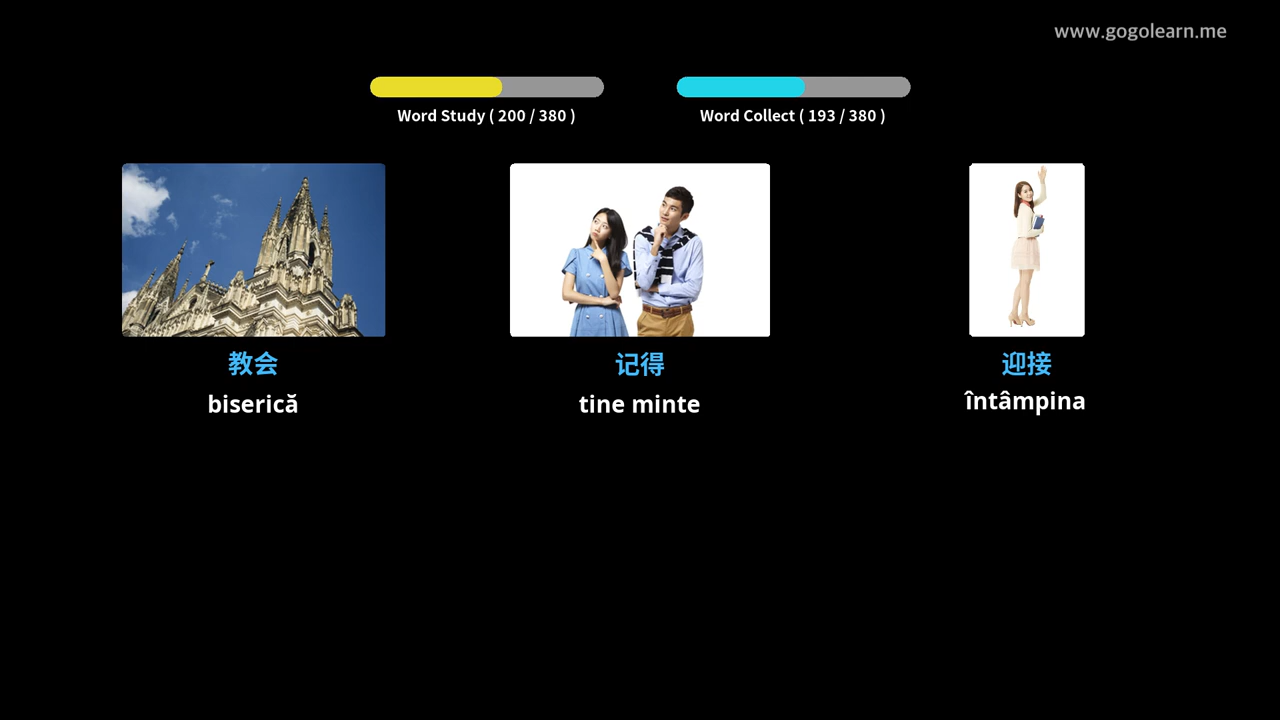 www.gogolearn.me
Word Study ( 200 / 380 )
Word Collect ( 193 / 380 )
教会
记得
迎接
biserică
tine minte
întâmpina